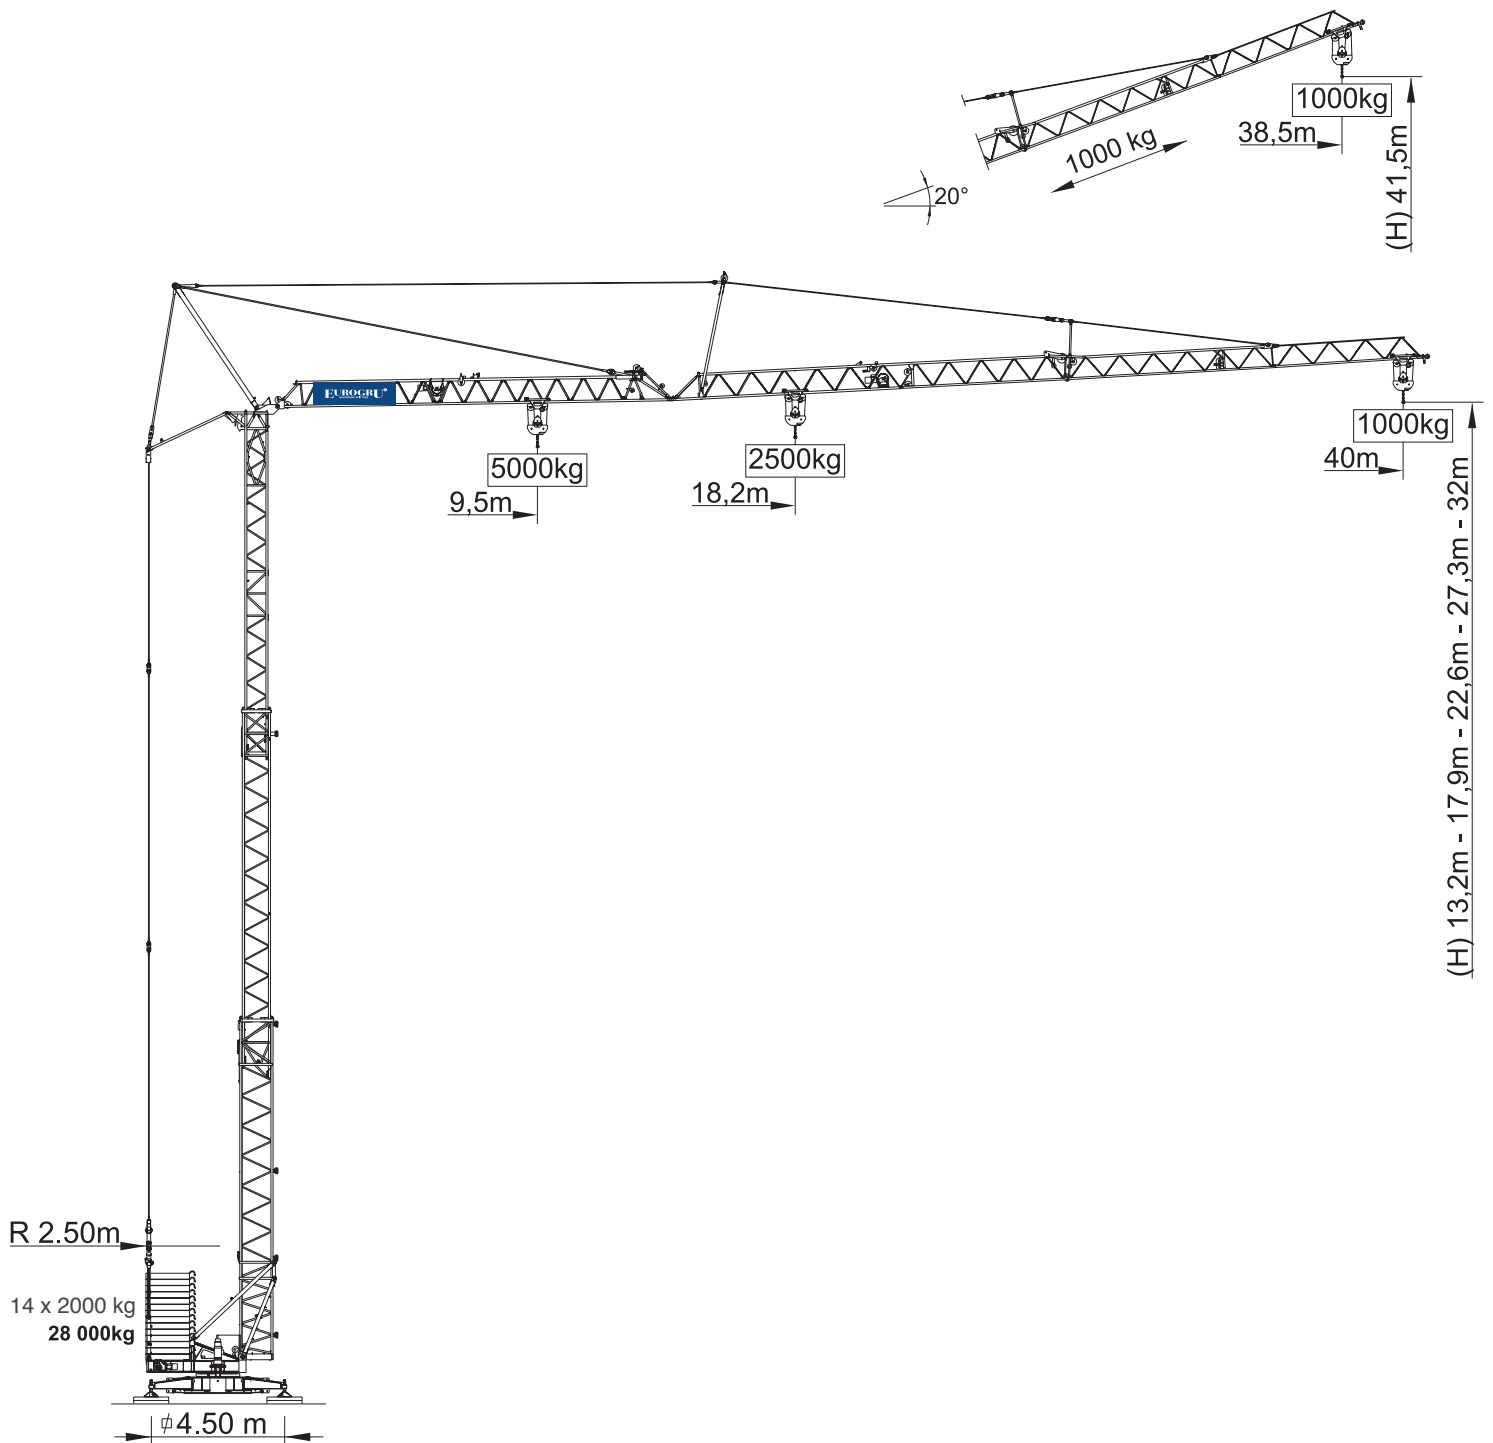 1000kg
38,5m
1000 kg
(H) 41,5m
20°
EUROGRU®
1000kg
5000kg
2500kg
40m
9,5m
18,2m
(H) 13,2m - 17,9m - 22,6m - 27,3m - 32m
R 2.50m
14 x 2000 kg
28 000kg
4.50 m